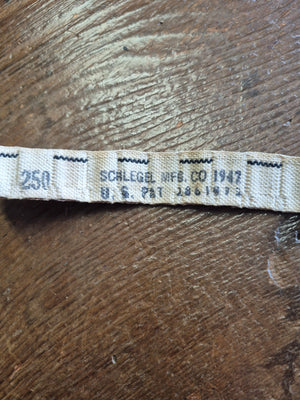 250 SCHLEGEL MFG. CO 1942
U. S. PAT